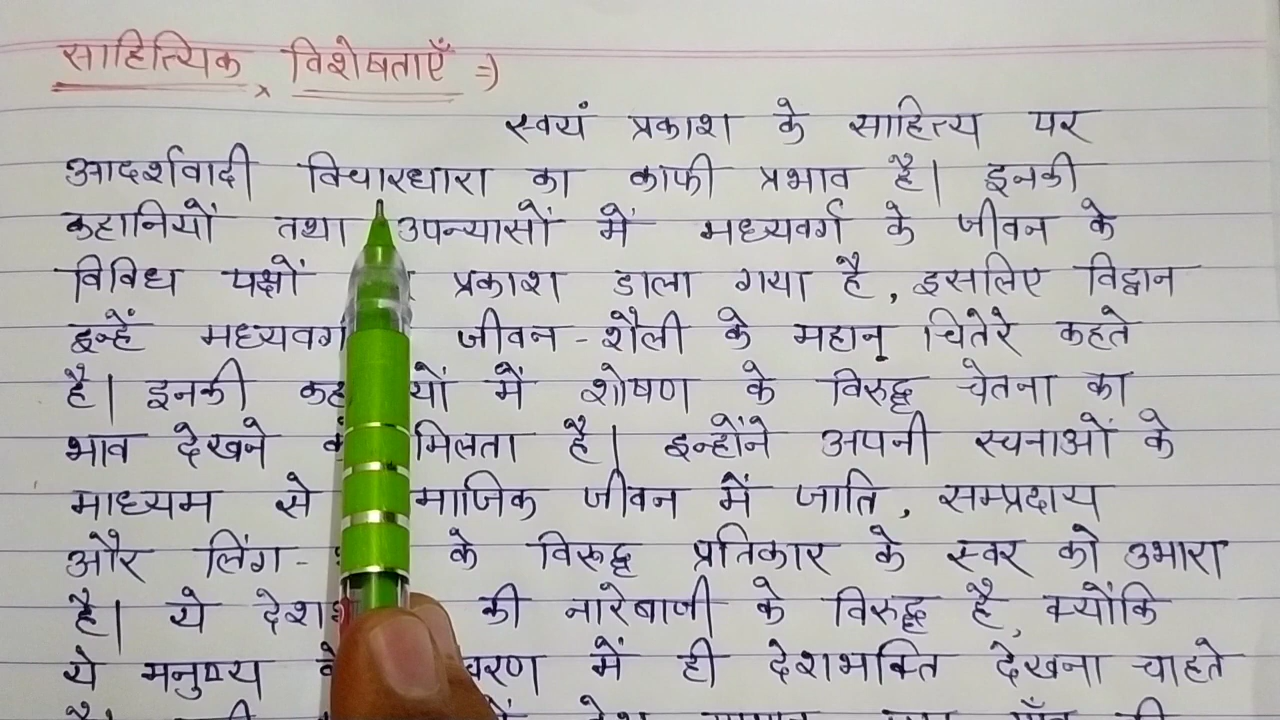 साहित्यिक विशेषताएँ =)
स्वयं प्रकाश के साहित्य पर
आदर्शवादी विचारधारा का काफी प्रभाव है। इनकी
कहानियों तथा उपन्यासों में मध्यवर्ग के जीवन के
विविध पक्षों प्रकाश डाला गया है, इसलिए विद्वान
इन्हें मध्यवर्ग जीवन-शैली के महान् चितेरे कहते
है। इनकी में शोषण के विरुद्ध चेतना का
भाव देखने मिलता है। इन्होंने अपनी रचनाओं के
माध्यम से जीवन में जाति, सम्प्रदाय
और लिंग- के विरुद्ध प्रतिकार के स्वर को उभारा
है। ये की नारेबाजी के विरुद्ध है, क्योंकि
ये मनुष्य में ही देशभक्ति देखना चाहते